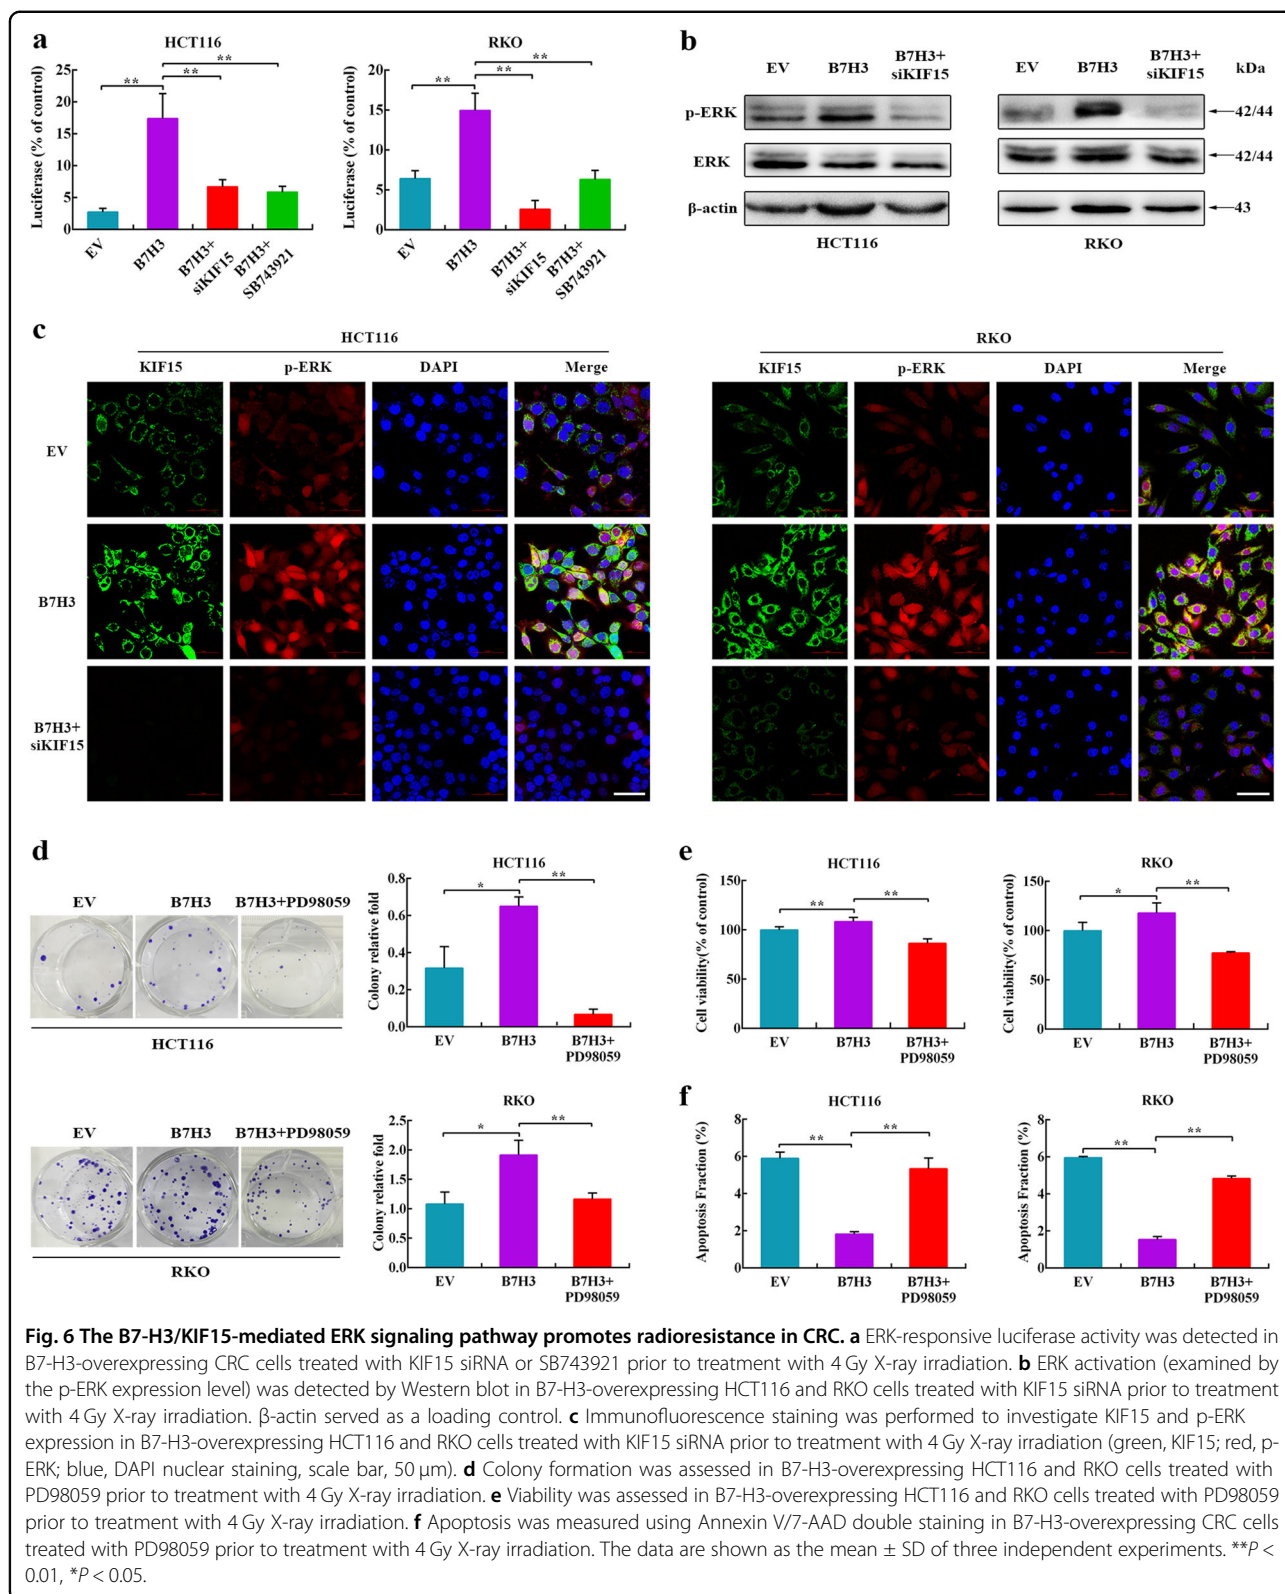 a
HCT116
Luciferase (% of control)
25
20
15
10
5
0
**
**
**
EV
B7H3
B7H3+
siKIF15
B7H3+
SB743921
RKO
Luciferase (% of control)
20
15
10
5
0
**
**
**
EV
B7H3
B7H3+
siKIF15
B7H3+
SB743921
b
EV
B7H3
B7H3+
siKIF15
EV
B7H3
B7H3+
siKIF15
kDa
p-ERK
42/44
ERK
42/44
β-actin
43
HCT116
RKO
c
HCT116
KIF15
p-ERK
DAPI
Merge
RKO
KIF15
p-ERK
DAPI
Merge
EV
B7H3
B7H3+
siKIF15
d
EV
B7H3
B7H3+PD98059
HCT116
HCT116
Colony relative fold
0.8
0.6
0.4
0.2
0.0
*
**
EV
B7H3
B7H3+
PD98059
EV
B7H3
B7H3+PD98059
RKO
RKO
Colony relative fold
2.5
2.0
1.5
1.0
0.5
0.0
*
**
EV
B7H3
B7H3+
PD98059
e
HCT116
Cell viability(% of control)
150
100
50
0
**
**
EV
B7H3
B7H3+
PD98059
RKO
Cell viability(% of control)
150
100
50
0
*
**
EV
B7H3
B7H3+
PD98059
f
HCT116
Apoptosis Fraction (%)
8
6
4
2
0
**
**
EV
B7H3
B7H3+
PD98059
RKO
Apoptosis Fraction (%)
8
6
4
2
0
**
**
EV
B7H3
B7H3+
PD98059
Fig. 6 The B7-H3/KIF15-mediated ERK signaling pathway promotes radioresistance in CRC. a ERK-responsive luciferase activity was detected in
B7-H3-overexpressing CRC cells treated with KIF15 siRNA or SB743921 prior to treatment with 4 Gy X-ray irradiation. b ERK activation (examined by
the p-ERK expression level) was detected by Western blot in B7-H3-overexpressing HCT116 and RKO cells treated with KIF15 siRNA prior to treatment
with 4 Gy X-ray irradiation. β-actin served as a loading control. c Immunofluorescence staining was performed to investigate KIF15 and p-ERK
expression in B7-H3-overexpressing HCT116 and RKO cells treated with KIF15 siRNA prior to treatment with 4 Gy X-ray irradiation (green, KIF15; red, p-
ERK; blue, DAPI nuclear staining, scale bar, 50 μm). d Colony formation was assessed in B7-H3-overexpressing HCT116 and RKO cells treated with
PD98059 prior to treatment with 4 Gy X-ray irradiation. e Viability was assessed in B7-H3-overexpressing HCT116 and RKO cells treated with PD98059
prior to treatment with 4 Gy X-ray irradiation. f Apoptosis was measured using Annexin V/7-AAD double staining in B7-H3-overexpressing CRC cells
treated with PD98059 prior to treatment with 4 Gy X-ray irradiation. The data are shown as the mean ± SD of three independent experiments. **P <
0.01, *P < 0.05.